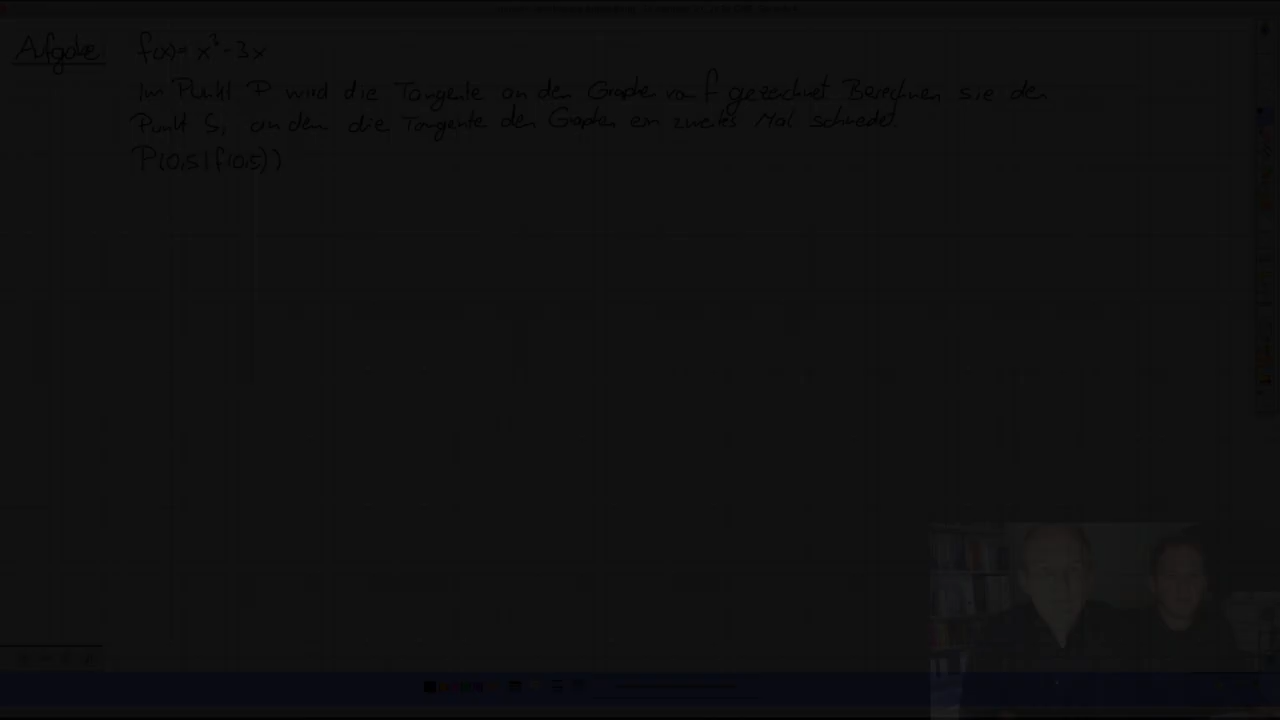 Aufgabe: f(x)= x³ - 3x
Im Punkt P wird die Tangente an den Graphen von f gezeichnet Berechnen sie den
Punkt S, an dem die Tangente den Graphen ein zweites Mal schneidet.
P(0,5|f(0,5))